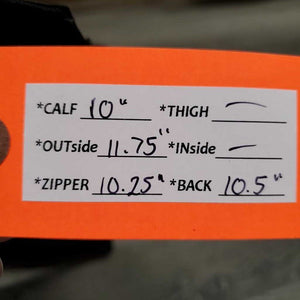 *CALF 10" *THIGH —
*OUTside 11.75" *INside —
*ZIPPER 10.25" *BACK 10.5"